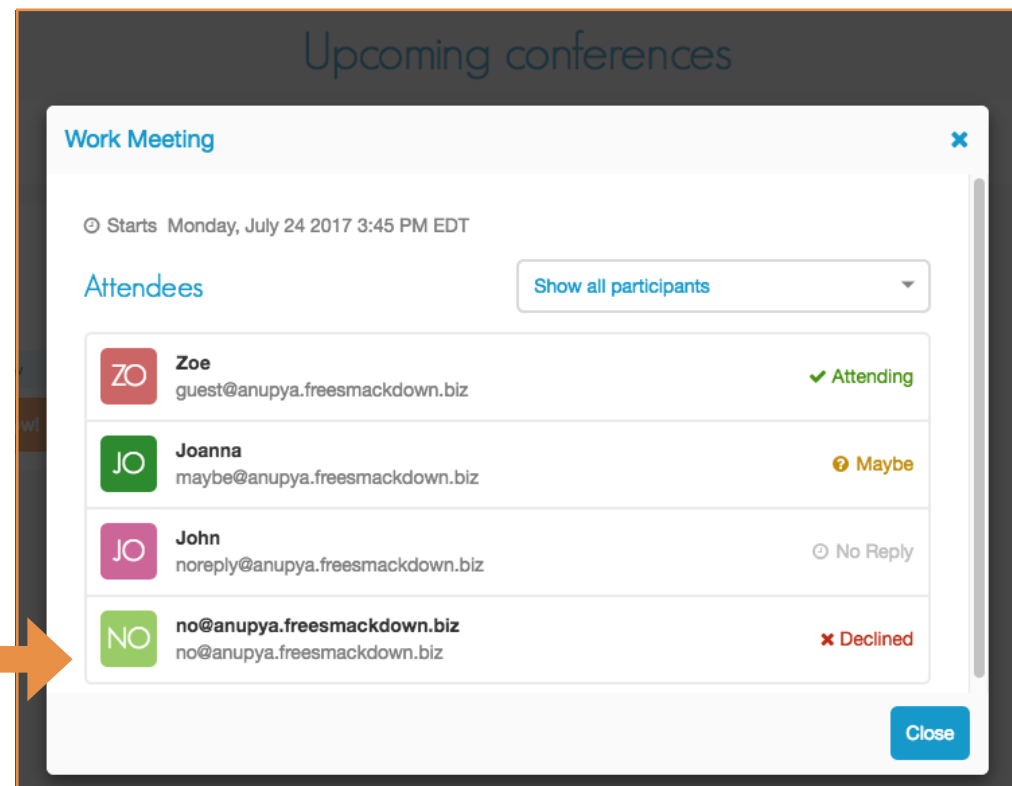 Upcoming conferences
Work Meeting
Starts Monday, July 24 2017 3:45 PM EDT
Attendees
Show all participants
ZO
Zoe
guest@anupya.freesmackdown.biz
Attending
JO
Joanna
maybe@anupya.freesmackdown.biz
Maybe
JO
John
noreply@anupya.freesmackdown.biz
No Reply
NO
no@anupya.freesmackdown.biz
no@anupya.freesmackdown.biz
Declined
Close